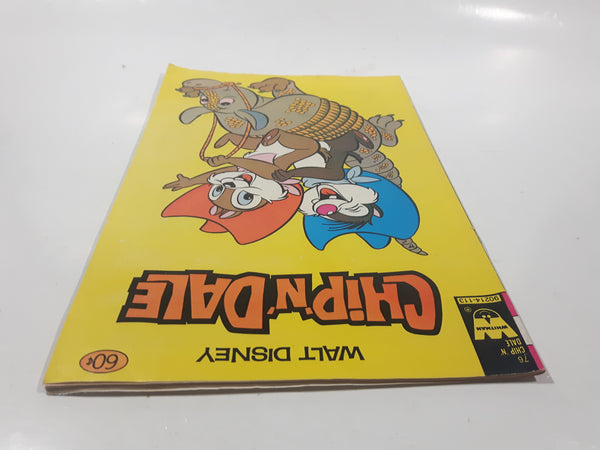 WALT DISNEY
60¢
CHIP 'N' DALE
76
CHIP 'N'
DALE
WHITMAN
®
90214-113